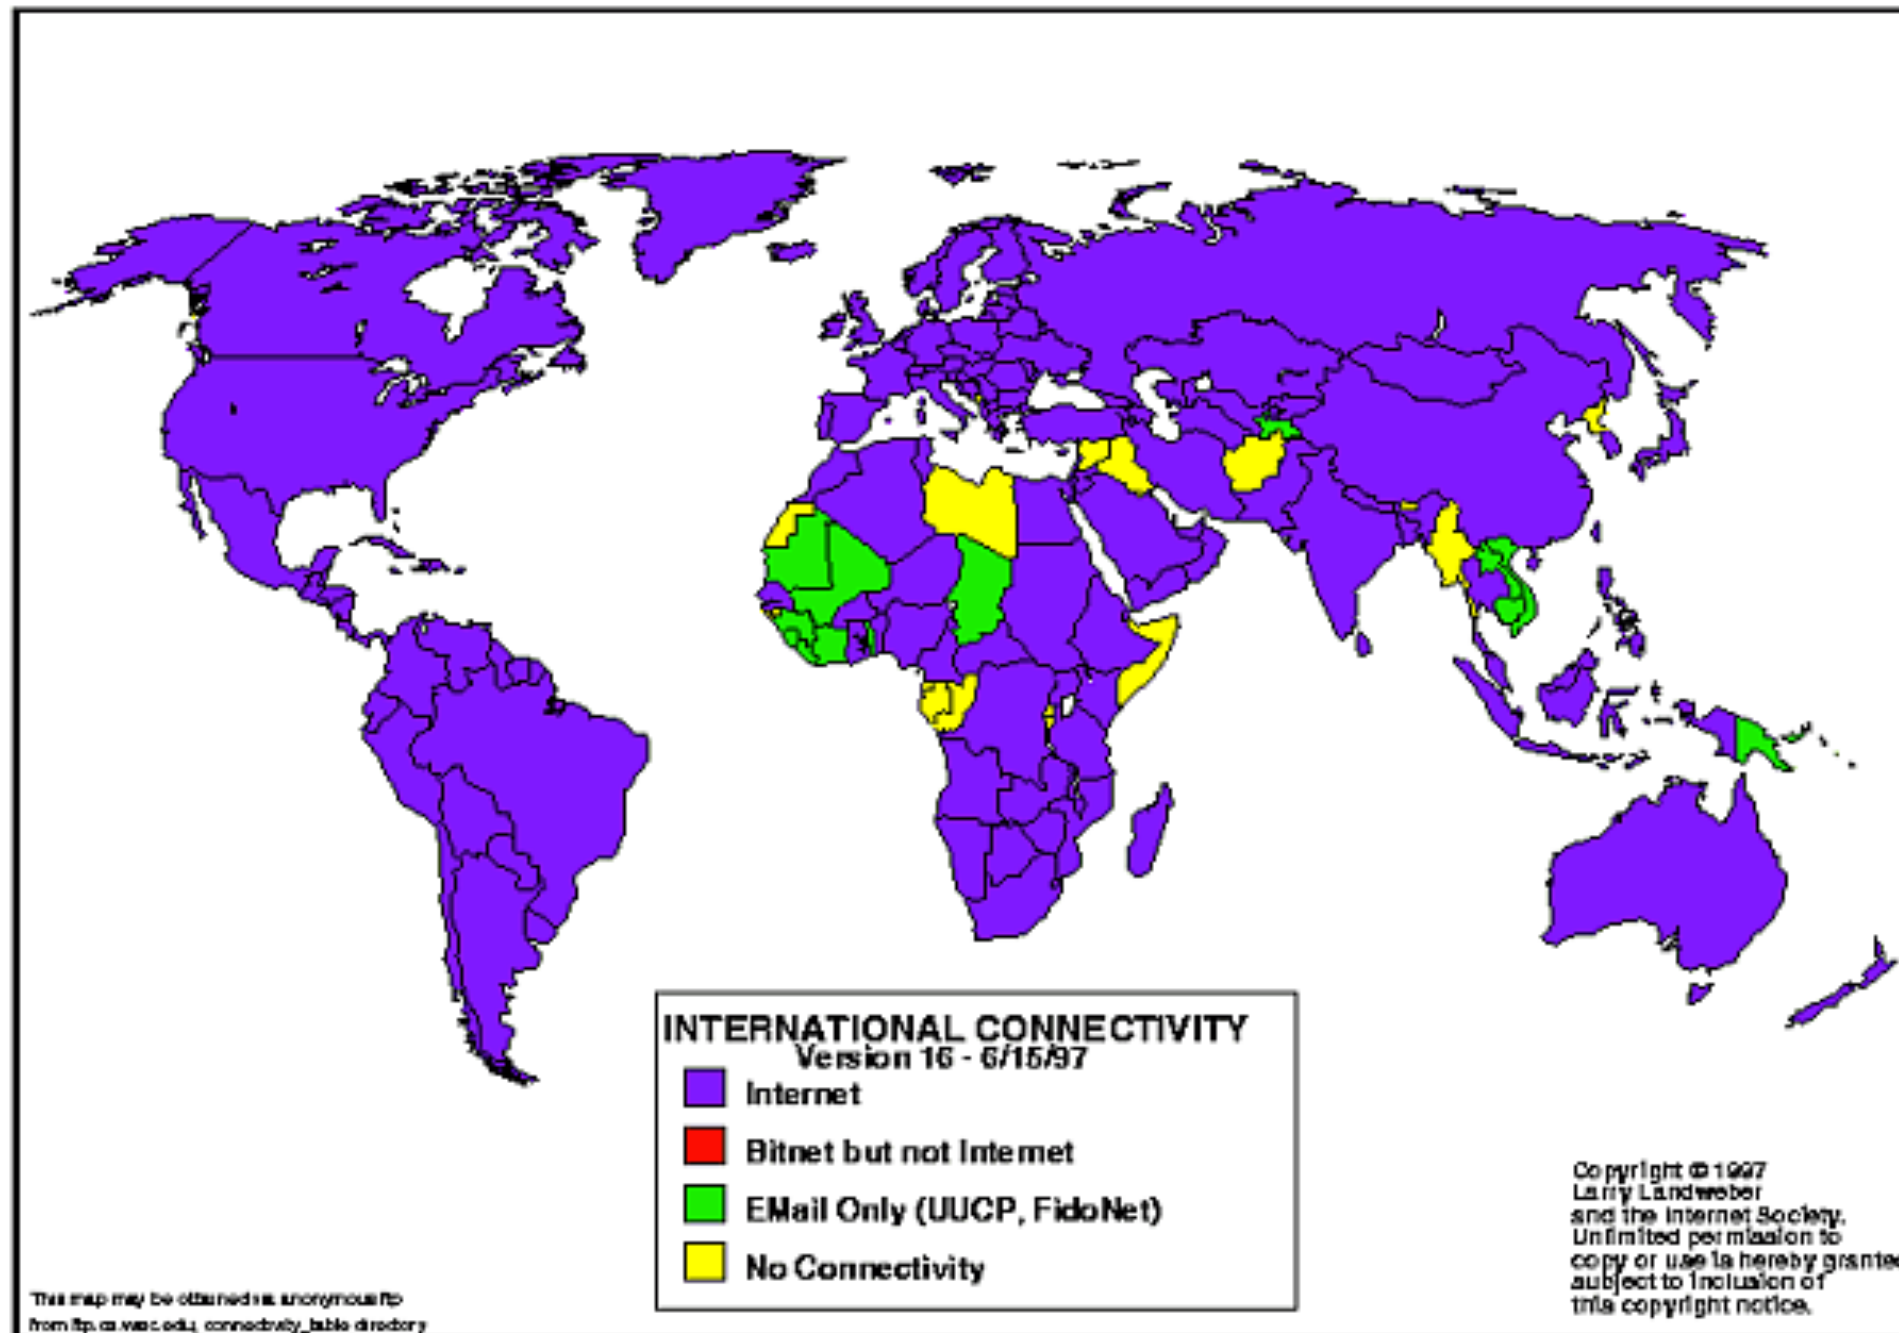 INTERNATIONAL CONNECTIVITY
Version 16 - 6/15/97
Internet
Bitnet but not Internet
EMail Only (UUCP, FidoNet)
No Connectivity
Copyright © 1997
Larry Landweber
and the Internet Society.
Unlimited permission to
copy or use is hereby granted
subject to inclusion of
this copyright notice.
This map may be obtained via anonymous ftp
from ftp.cs.wisc.edu, connectivity_table directory